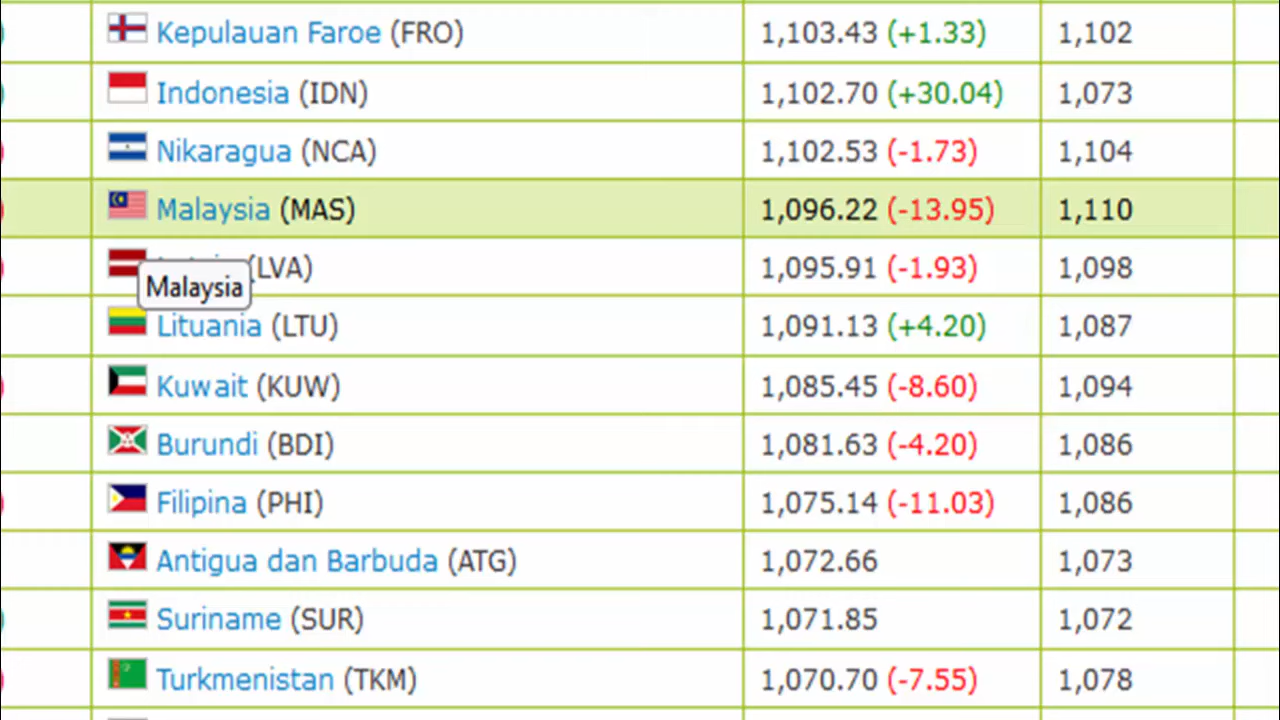 Kepulauan Faroe (FRO) 1,103.43 (+1.33) 1,102
Indonesia (IDN) 1,102.70 (+30.04) 1,073
Nikaragua (NCA) 1,102.53 (-1.73) 1,104
Malaysia (MAS) 1,096.22 (-13.95) 1,110
(LVA) 1,095.91 (-1.93) 1,098
Malaysia
Lituania (LTU) 1,091.13 (+4.20) 1,087
Kuwait (KUW) 1,085.45 (-8.60) 1,094
Burundi (BDI) 1,081.63 (-4.20) 1,086
Filipina (PHI) 1,075.14 (-11.03) 1,086
Antigua dan Barbuda (ATG) 1,072.66 1,073
Suriname (SUR) 1,071.85 1,072
Turkmenistan (TKM) 1,070.70 (-7.55) 1,078